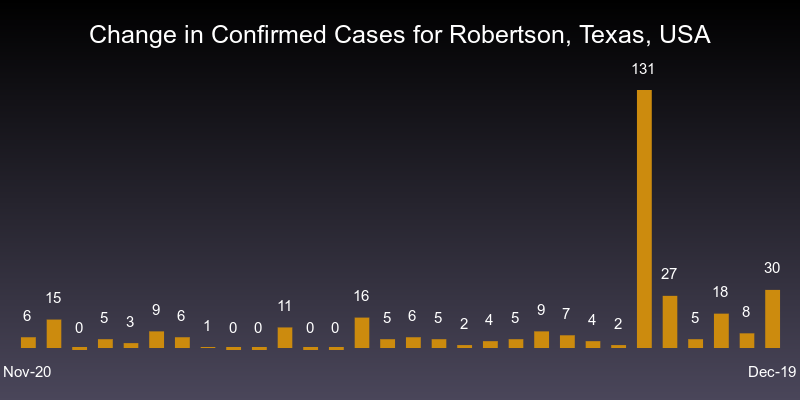 Change in Confirmed Cases for Robertson, Texas, USA
6 15 0 5 3 9 6 1 0 0 11 0 0 16 5 6 5 2 4 5 9 7 4 2 131 27 5 18 8 30
Nov-20 Dec-19